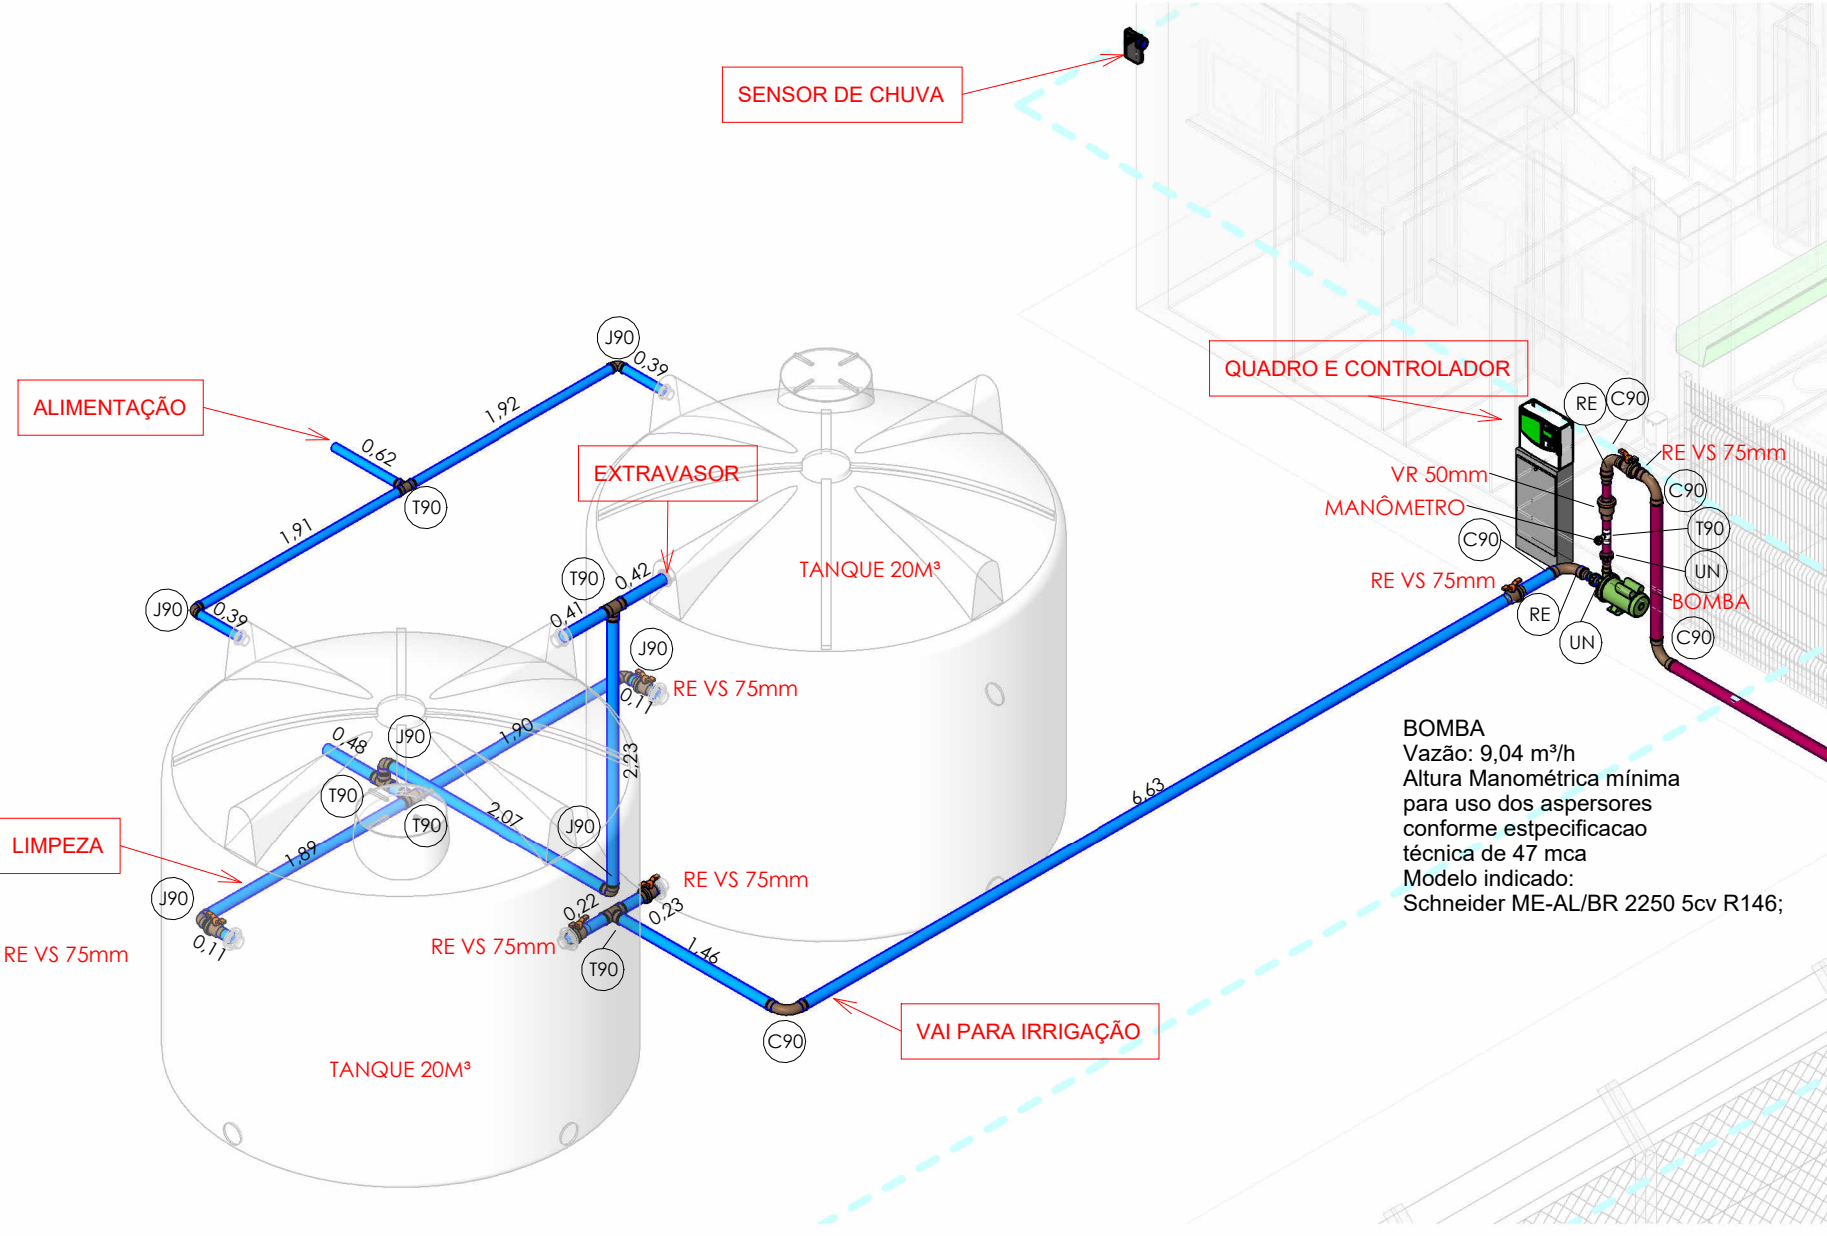 SENSOR DE CHUVA
J90
0,39
ALIMENTAÇÃO
1,92
0,62
T90
1,91
J90
0,39
EXTRAVASOR
T90
0,42
0,41
TANQUE 20M³
J90
RE VS 75mm
0,11
1,90
2,23
0,48
J90
T90
T90
2,07
J90
LIMPEZA
1,89
J90
0,11
RE VS 75mm
RE VS 75mm
0,22
0,23
RE VS 75mm
T90
1,46
C90
6,63
VAI PARA IRRIGAÇÃO
TANQUE 20M³
QUADRO E CONTROLADOR
RE
C90
RE VS 75mm
VR 50mm
C90
MANÔMETRO
T90
C90
UN
RE VS 75mm
BOMBA
RE
UN
C90
BOMBA
Vazão: 9,04 m³/h
Altura Manométrica mínima
para uso dos aspersores
conforme estpecificacao
técnica de 47 mca
Modelo indicado:
Schneider ME-AL/BR 2250 5cv R146;